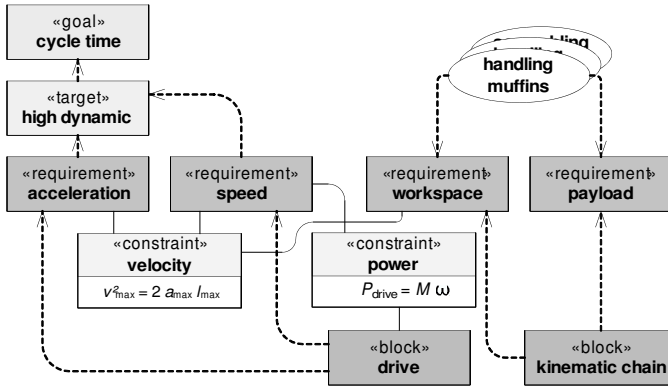 «goal»
cycle time
«target»
high dynamic
handling
muffins
«requirement»
acceleration
«requirement»
speed
«requirement»
workspace
«requirement»
payload
«constraint»
velocity
v²max = 2 amax lmax
«constraint»
power
Pdrive = M ω
«block»
drive
«block»
kinematic chain